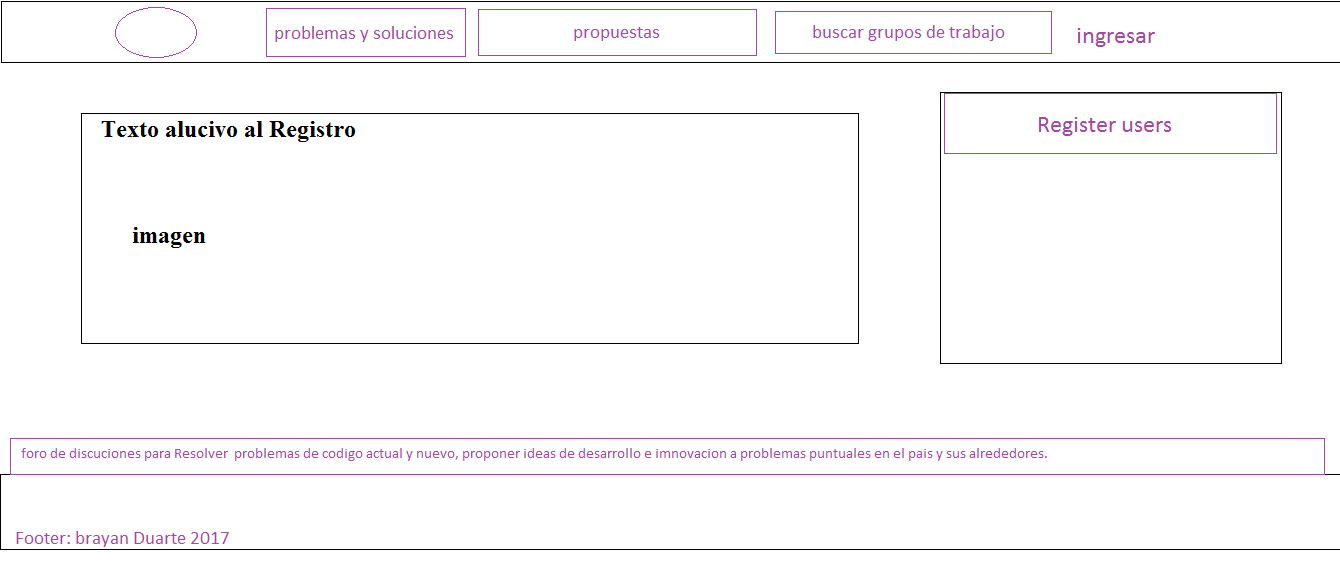 problemas y soluciones
propuestas
buscar grupos de trabajo
ingresar
Texto alucivo al Registro
imagen
Register users
foro de discuciones para Resolver problemas de codigo actual y nuevo, proponer ideas de desarrollo e imnovacion a problemas puntuales en el pais y sus alrededores.
Footer: brayan Duarte 2017